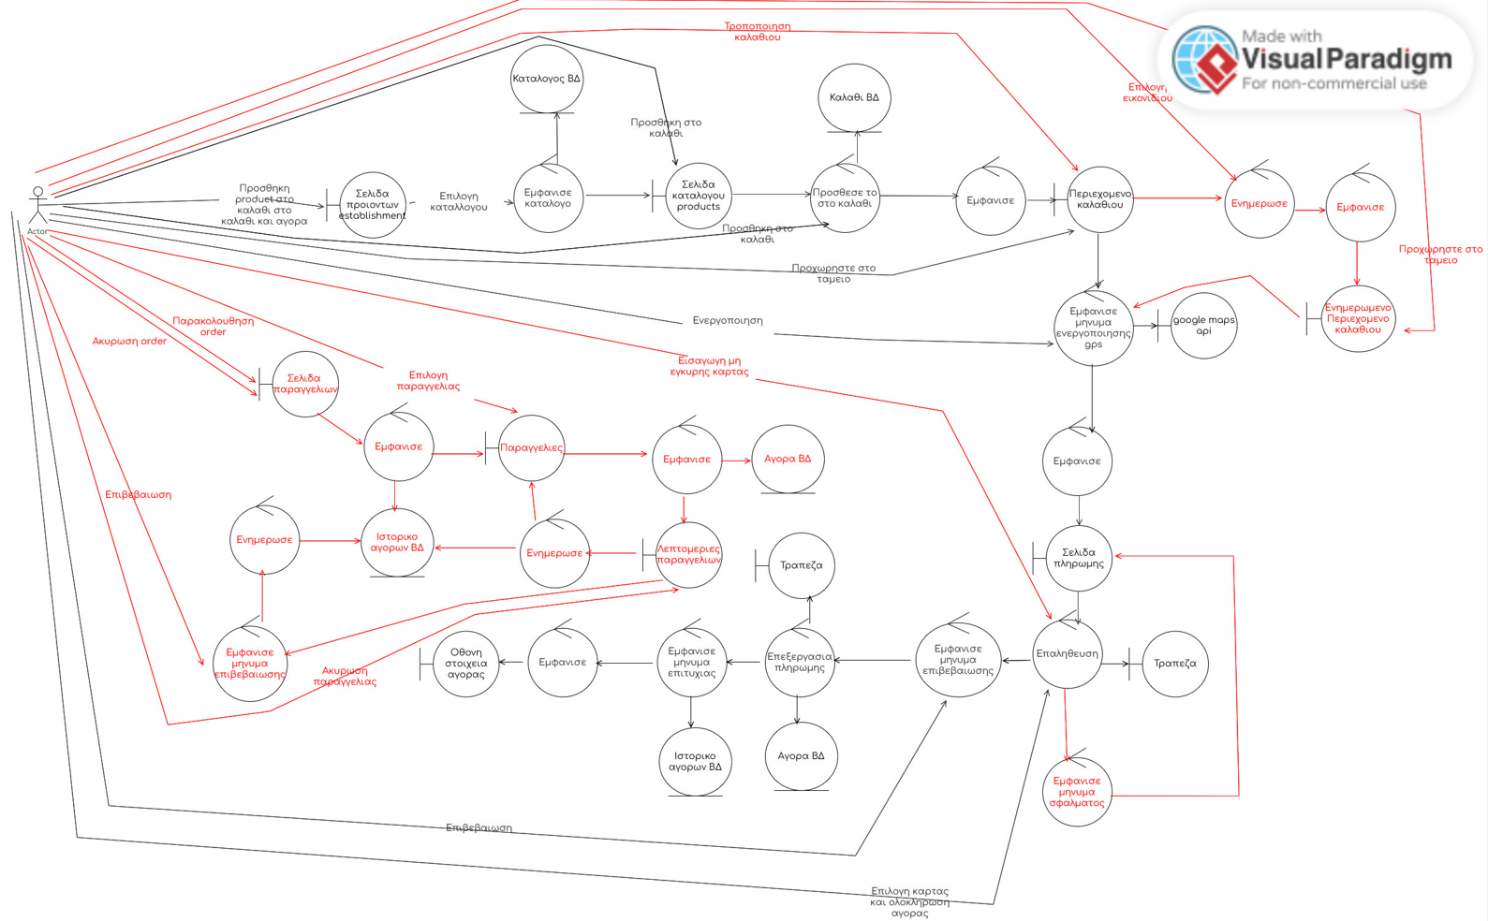 Τροποποιηση
καλαθιου
Made with
Visual Paradigm
For non-commercial use
Επιλογη
εικονιδιου
Καταλογος ΒΔ
Καλαθι ΒΔ
Προσθηκη στο
καλαθι
Προσθηκη
product στο
καλαθι στο
καλαθι και αγορα
Σελιδα
προιοντων
establishment
Επιλογη
καταλλογου
Εμφανισε
καταλογο
Σελιδα
καταλογου
products
Προσθεσε το
στο καλαθι
Εμφανισε
Περιεχομενο
καλαθιου
Ενημερωσε
Εμφανισε
Actor
Προσθηκη στο
καλαθι
Προχωρηστε στο
ταμειο
Προχωρηστε στο
ταμειο
Ενεργοποιηση
Εμφανισε
μηνυμα
ενεργοποιησης
gps
google maps
api
Ενημερωμενο
Περιεχομενο
καλαθιου
Παρακολουθηση
order
Ακυρωση order
Εισαγωγη μη
εγκυρης καρτας
Σελιδα
παραγγελιων
Επιλογη
παραγγελιας
Εμφανισε
Παραγγελιες
Εμφανισε
Αγορα ΒΔ
Εμφανισε
Επιβεβαιωση
Ενημερωσε
Ιστορικο
αγορων ΒΔ
Ενημερωσε
Λεπτομεριες
παραγγελιων
Τραπεζα
Σελιδα
πληρωμης
Εμφανισε
μηνυμα
επιβεβαιωσης
Ακυρωση
παραγγελιας
Οθονη
στοιχεια
αγορας
Εμφανισε
Εμφανισε
μηνυμα
επιτυχιας
Επεξεργασια
πληρωμης
Εμφανισε
μηνυμα
επιβεβαιωσης
Επαληθευση
Τραπεζα
Ιστορικο
αγορων ΒΔ
Αγορα ΒΔ
Εμφανισε
μηνυμα
σφαλματος
Επιβεβαιωση
Επιλογη καρτας
και ολοκληρωση
αγορας